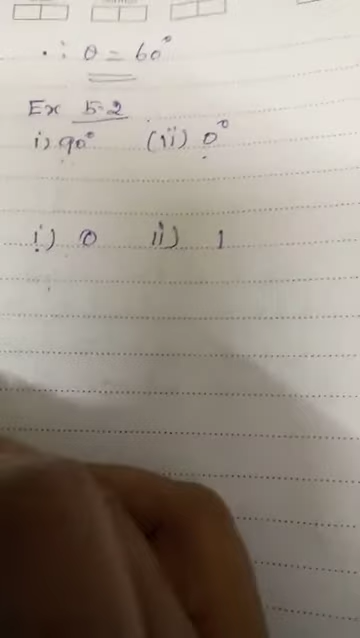 ∴ θ = 60°
Ex 5.2
i) 90° (ii) 0°
i) 0 ii) 1